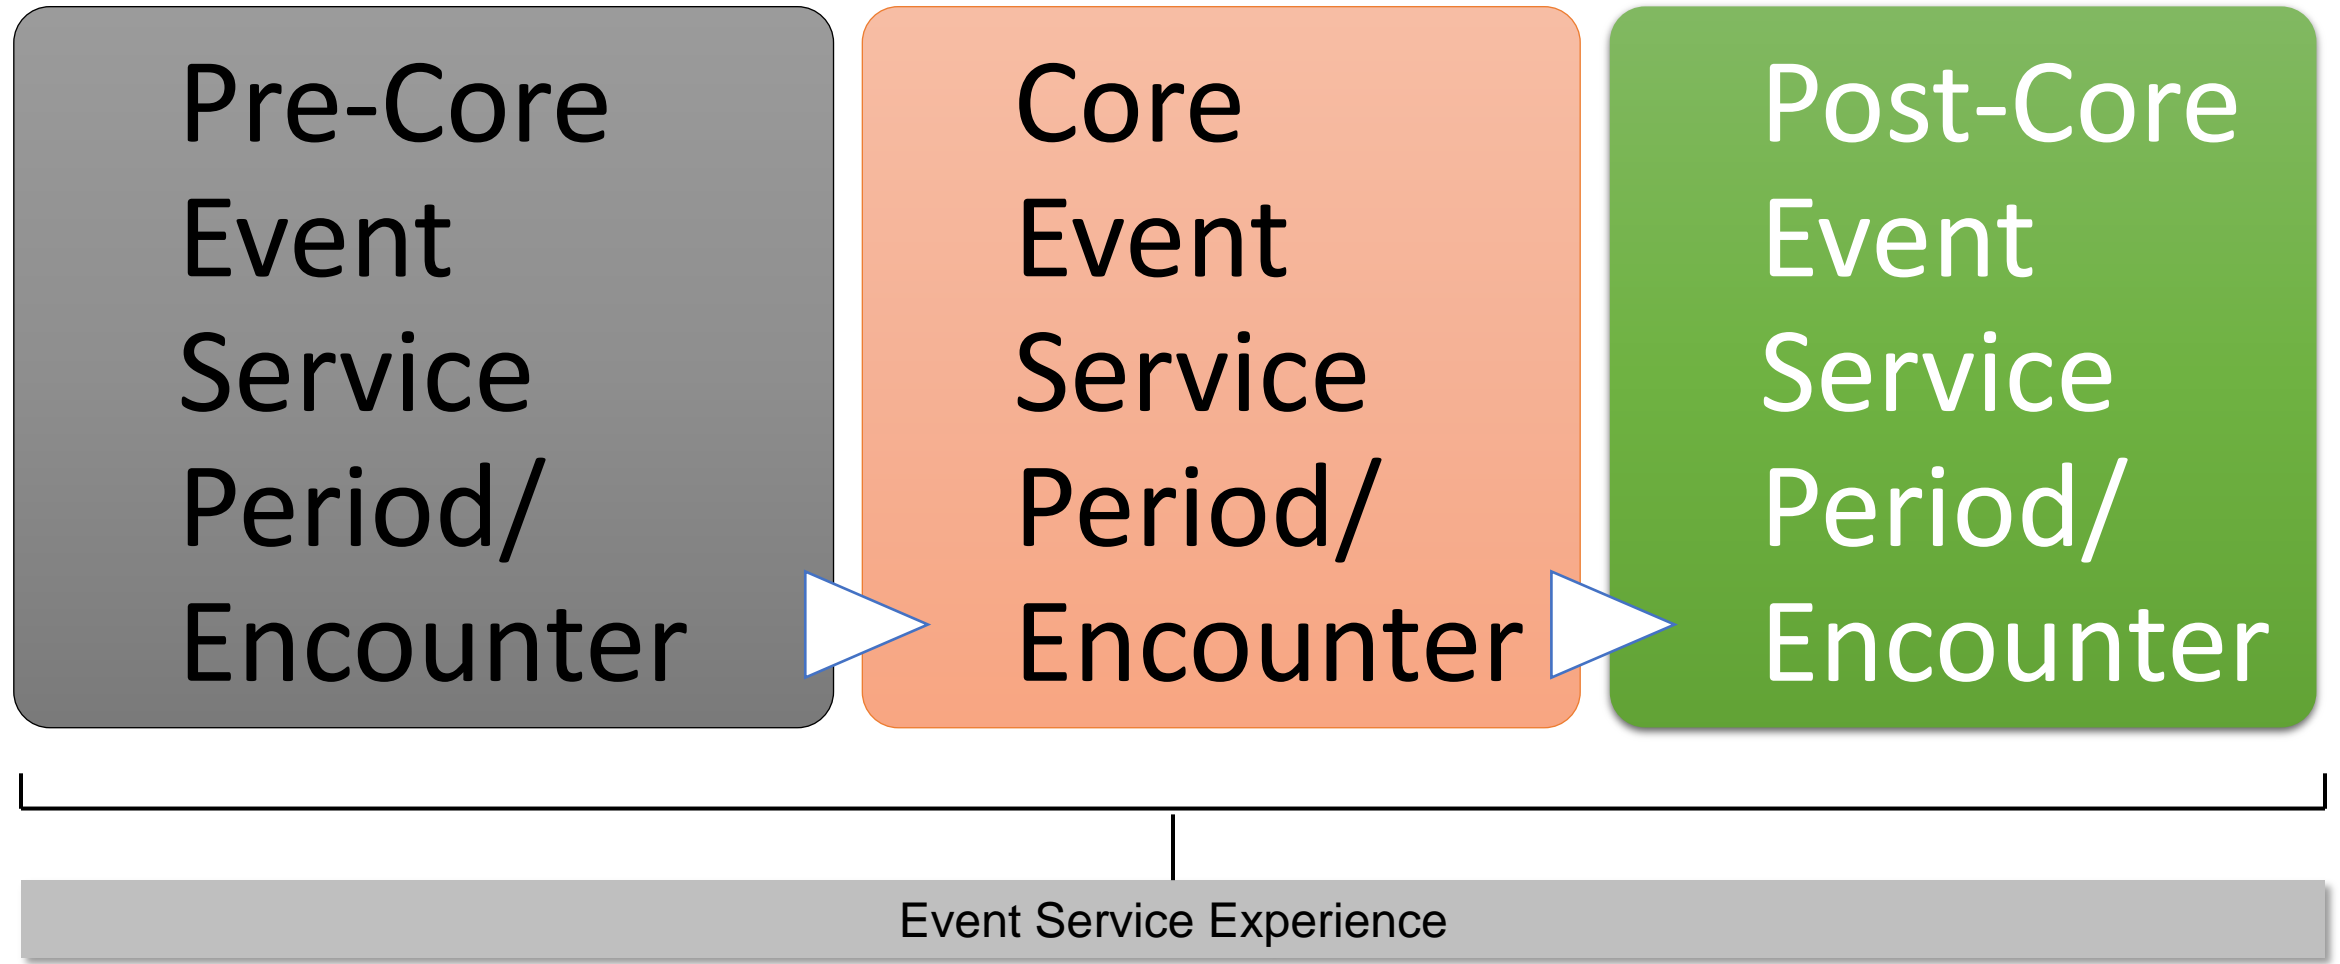 Pre-Core
Event
Service
Period/
Encounter
Core
Event
Service
Period/
Encounter
Post-Core
Event
Service
Period/
Encounter
Event Service Experience